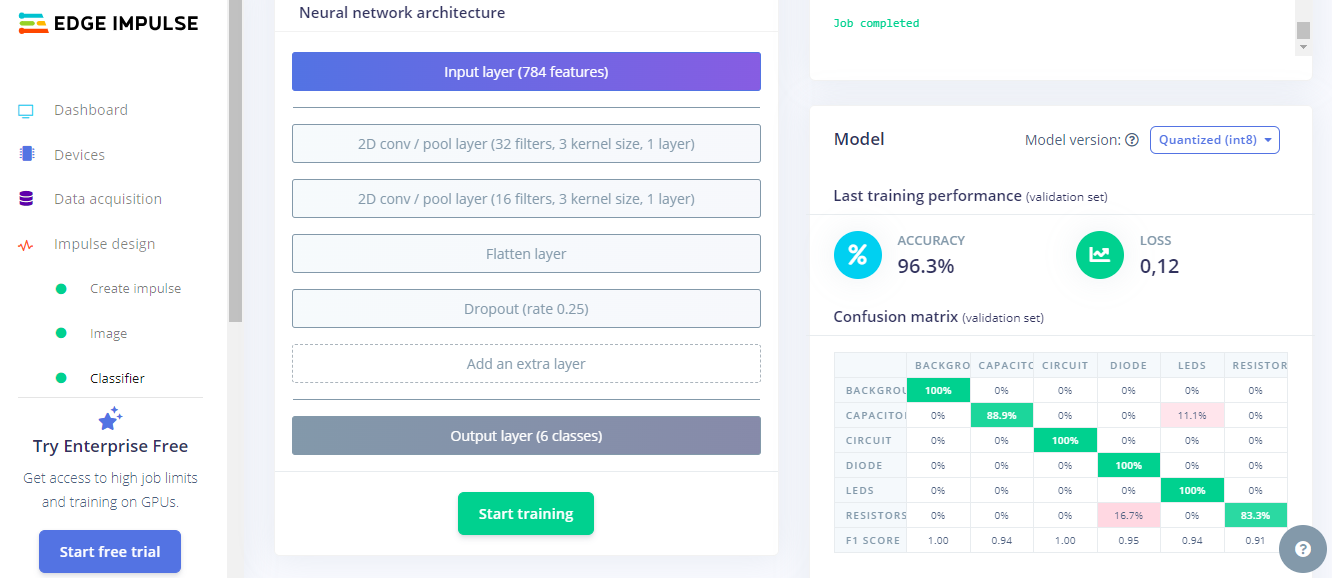 EDGE IMPULSE
Dashboard
Devices
Data acquisition
Impulse design
Create impulse
Image
Classifier
Try Enterprise Free
Get access to high job limits
and training on GPUs.
Start free trial
Neural network architecture
Input layer (784 features)
2D conv / pool layer (32 filters, 3 kernel size, 1 layer)
2D conv / pool layer (16 filters, 3 kernel size, 1 layer)
Flatten layer
Dropout (rate 0.25)
Add an extra layer
Output layer (6 classes)
Start training
Job completed
Model Model version: ? Quantized (int8)
Last training performance (validation set)
% ACCURACY
96.3%
LOSS
0,12
Confusion matrix (validation set)
BACKGRO CAPACITO CIRCUIT DIODE LEDS RESISTOR
BACKGROU 100% 0% 0% 0% 0% 0%
CAPACITOR 0% 88.9% 0% 0% 11.1% 0%
CIRCUIT 0% 0% 100% 0% 0% 0%
DIODE 0% 0% 0% 100% 0% 0%
LEDS 0% 0% 0% 0% 100% 0%
RESISTORS 0% 0% 0% 16.7% 0% 83.3%
F1 SCORE 1.00 0.94 1.00 0.95 0.94 0.91
?